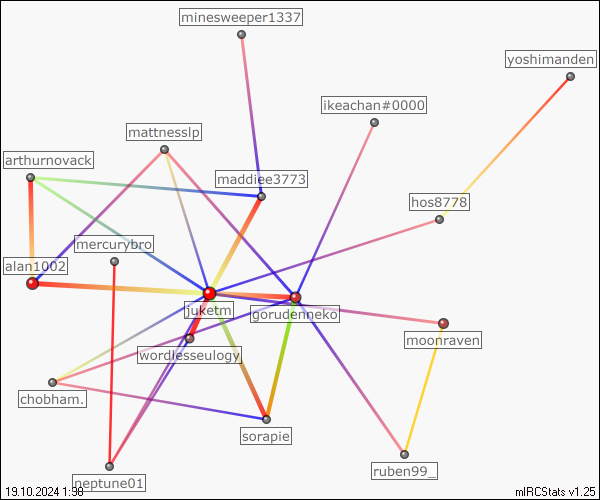 minesweeper1337
yoshimanden
ikeachan#0000
mattnesslp
arthurnovack
maddiee3773
hos8778
mercurybro
alan1002
juketm
gorudenneko
moonraven
wordlesseulogy
chobham.
sorapie
ruben99_
neptune01
19.10.2024 1:98
mIRCStats v1.25